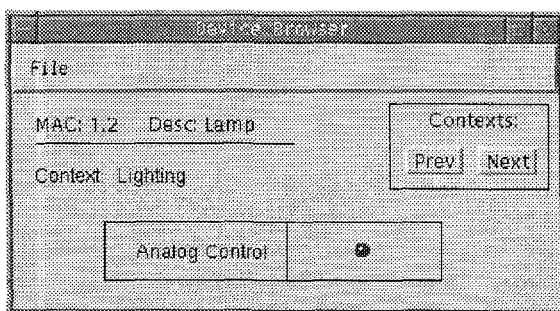 Device Browser
File
MAC: 1.2 Desc: Lamp
Contexts:
Prev Next
Context: Lighting
Analog Control